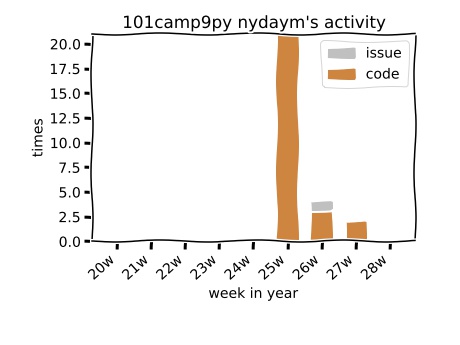 101camp9py nydaym's activity
issue
code
20.0
17.5
15.0
12.5
10.0
7.5
5.0
2.5
0.0
times
20w 21w 22w 23w 24w 25w 26w 27w 28w
week in year